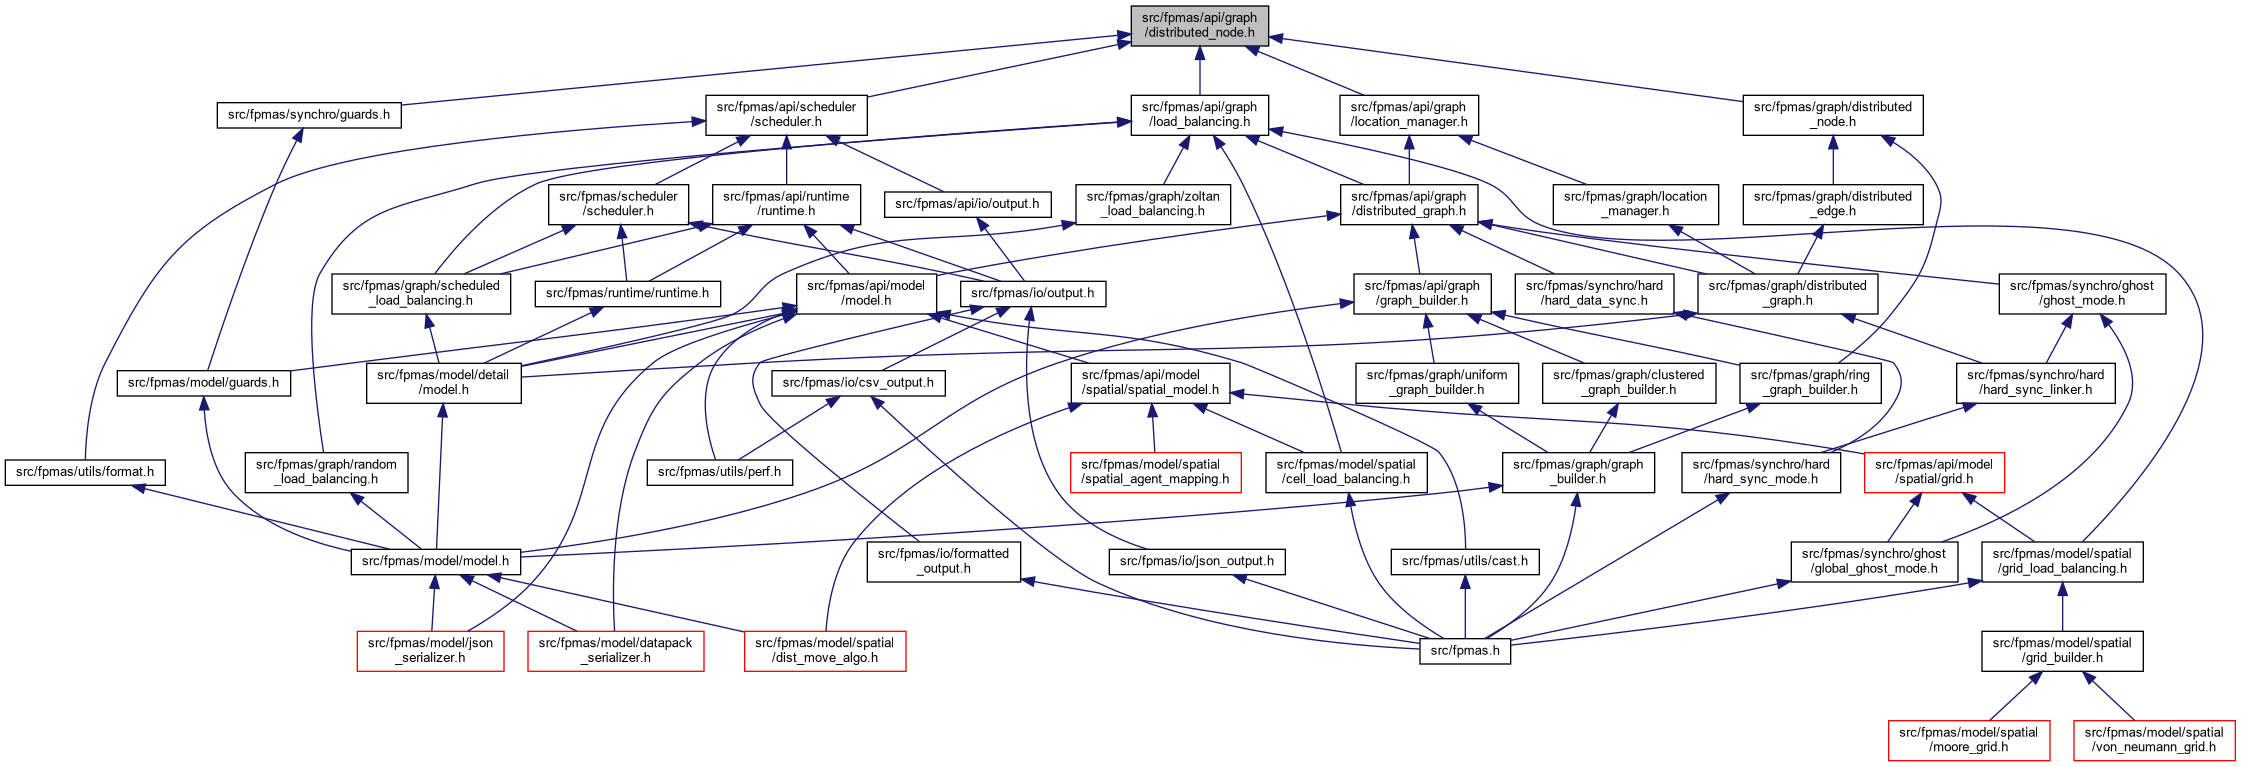 src/fpmas/api/graph
/distributed_node.h
src/fpmas/synchro/guards.h
src/fpmas/api/scheduler
/scheduler.h
src/fpmas/api/graph
/load_balancing.h
src/fpmas/api/graph
/location_manager.h
src/fpmas/graph/distributed
_node.h
src/fpmas/scheduler
/scheduler.h
src/fpmas/api/runtime
/runtime.h
src/fpmas/api/io/output.h
src/fpmas/graph/zoltan
_load_balancing.h
src/fpmas/api/graph
/distributed_graph.h
src/fpmas/graph/location
_manager.h
src/fpmas/graph/distributed
_edge.h
src/fpmas/graph/scheduled
_load_balancing.h
src/fpmas/runtime/runtime.h
src/fpmas/api/model
/model.h
src/fpmas/io/output.h
src/fpmas/api/graph
/graph_builder.h
src/fpmas/synchro/hard
/hard_data_sync.h
src/fpmas/graph/distributed
_graph.h
src/fpmas/synchro/ghost
/ghost_mode.h
src/fpmas/model/guards.h
src/fpmas/model/detail
/model.h
src/fpmas/io/csv_output.h
src/fpmas/api/model
/spatial/spatial_model.h
src/fpmas/graph/uniform
_graph_builder.h
src/fpmas/graph/clustered
_graph_builder.h
src/fpmas/graph/ring
_graph_builder.h
src/fpmas/synchro/hard
/hard_sync_linker.h
src/fpmas/utils/format.h
src/fpmas/graph/random
_load_balancing.h
src/fpmas/utils/perf.h
src/fpmas/model/spatial
/spatial_agent_mapping.h
src/fpmas/model/spatial
/cell_load_balancing.h
src/fpmas/graph/graph
_builder.h
src/fpmas/synchro/hard
/hard_sync_mode.h
src/fpmas/api/model
/spatial/grid.h
src/fpmas/model/model.h
src/fpmas/io/formatted
_output.h
src/fpmas/io/json_output.h
src/fpmas/utils/cast.h
src/fpmas/synchro/ghost
/global_ghost_mode.h
src/fpmas/model/spatial
/grid_load_balancing.h
src/fpmas/model/json
_serializer.h
src/fpmas/model/datapack
_serializer.h
src/fpmas/model/spatial
/dist_move_algo.h
src/fpmas.h
src/fpmas/model/spatial
/grid_builder.h
src/fpmas/model/spatial
/moore_grid.h
src/fpmas/model/spatial
/von_neumann_grid.h